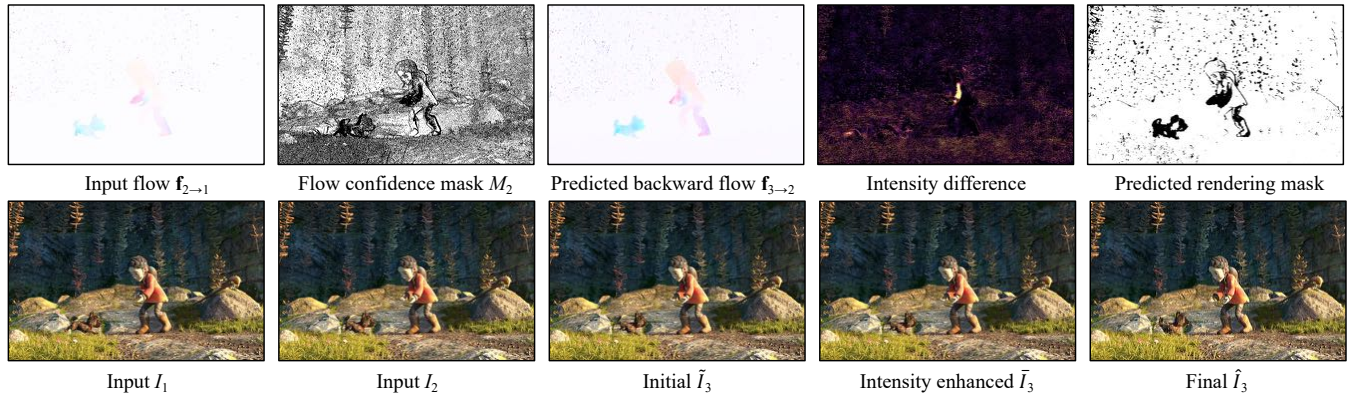 Input flow f₂→₁
Flow confidence mask M₂
Predicted backward flow f₃→₂
Intensity difference
Predicted rendering mask
Input I₁
Input I₂
Initial Ĩ₃
Intensity enhanced Ī₃
Final Î₃